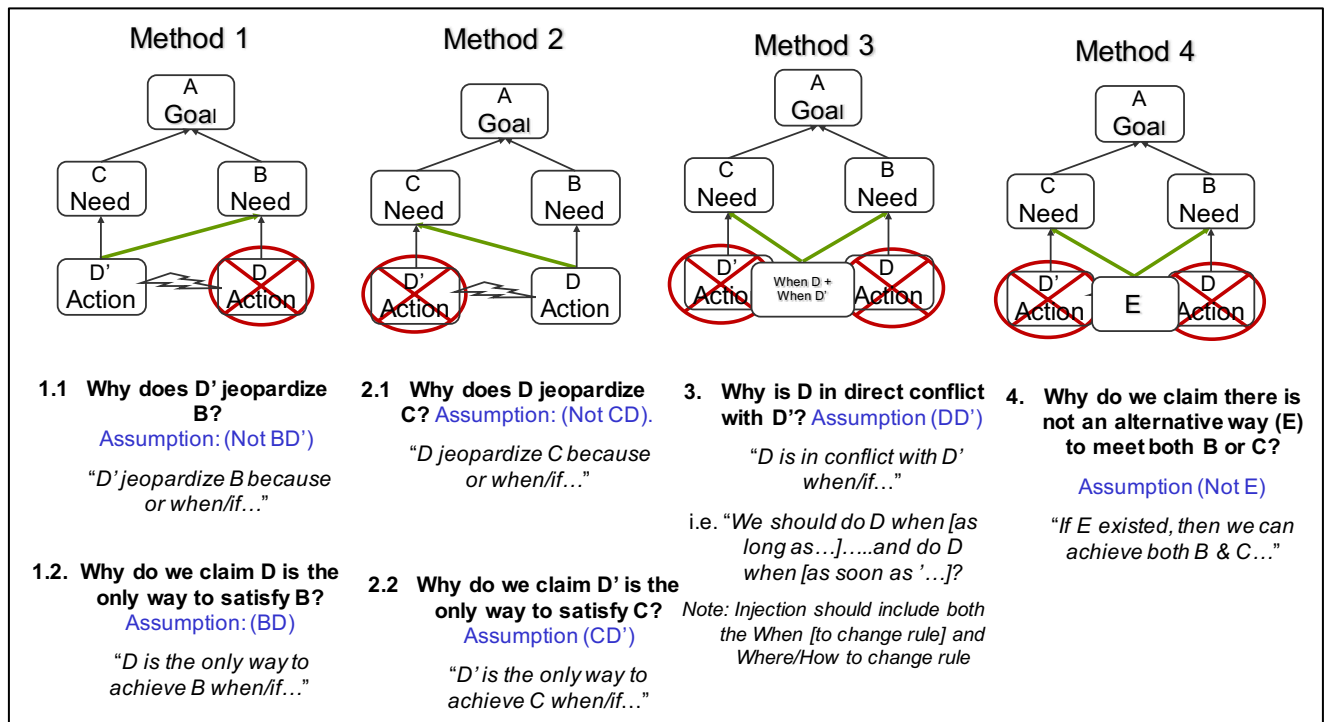 Method 1
A
Goal
C
Need
B
Need
D'
Action
D
Action
1.1 Why does D’ jeopardize
B?
Assumption: (Not BD’)
“D’ jeopardize B because
or when/if…”
1.2. Why do we claim D is the
only way to satisfy B?
Assumption: (BD)
“D is the only way to
achieve B when/if…”
Method 2
A
Goal
C
Need
B
Need
D'
Action
D
Action
2.1 Why does D jeopardize
C? Assumption: (Not CD).
“D jeopardize C because
or when/if…”
2.2 Why do we claim D’ is the
only way to satisfy C?
Assumption (CD’)
“D’ is the only way to
achieve C when/if…”
Method 3
A
Goal
C
Need
B
Need
D'
Actio
When D +
When D'
D
Action
3. Why is D in direct conflict
with D’? Assumption (DD’)
“D is in conflict with D’
when/if…”
i.e. “We should do D when [as
long as…]…..and do D
when [as soon as ‘…]?
Note: Injection should include both
the When [to change rule] and
Where/How to change rule
Method 4
A
Goal
C
Need
B
Need
D'
Action
E
D
Action
4. Why do we claim there is
not an alternative way (E)
to meet both B or C?
Assumption (Not E)
“If E existed, then we can
achieve both B & C…”